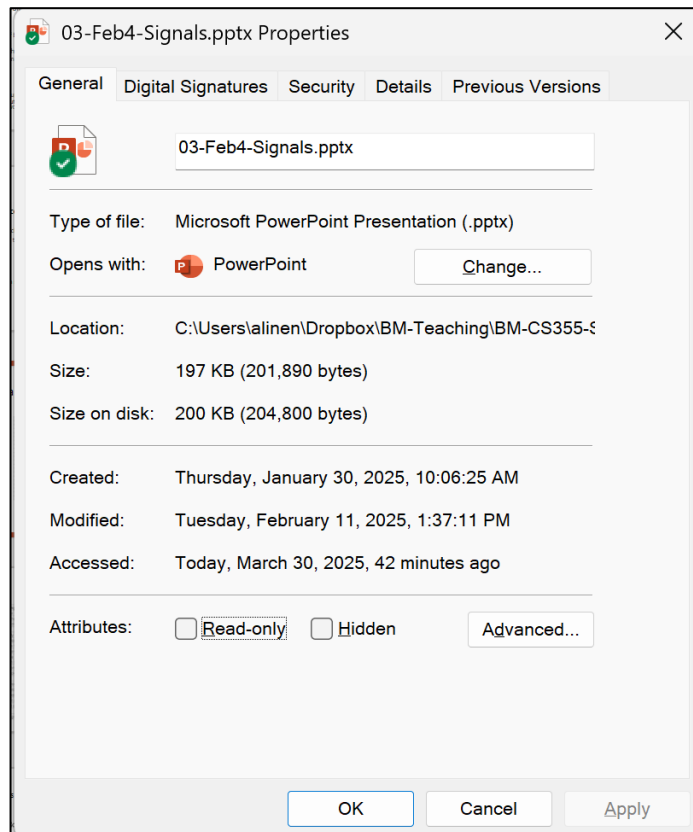 03-Feb4-Signals.pptx Properties
General Digital Signatures Security Details Previous Versions
03-Feb4-Signals.pptx
Type of file: Microsoft PowerPoint Presentation (.pptx)
Opens with: PowerPoint Change...
Location: C:\Users\alinen\Dropbox\BM-Teaching\BM-CS355-S
Size: 197 KB (201,890 bytes)
Size on disk: 200 KB (204,800 bytes)
Created: Thursday, January 30, 2025, 10:06:25 AM
Modified: Tuesday, February 11, 2025, 1:37:11 PM
Accessed: Today, March 30, 2025, 42 minutes ago
Attributes: Read-only Hidden Advanced...
OK Cancel Apply